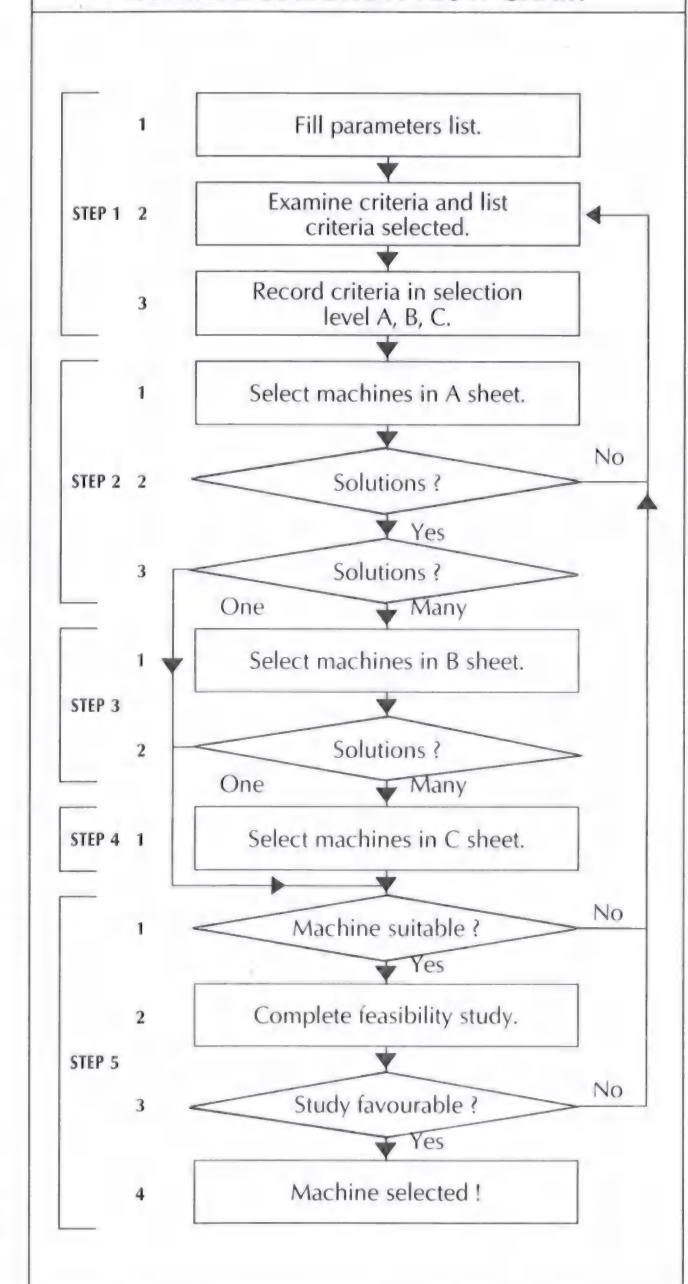 1
Fill parameters list.
STEP 1
2
Examine criteria and list
criteria selected.
3
Record criteria in selection
level A, B, C.
1
Select machines in A sheet.
STEP 2
2
Solutions ?
No
Yes
3
Solutions ?
One
Many
STEP 3
1
Select machines in B sheet.
2
Solutions ?
One
Many
STEP 4
1
Select machines in C sheet.
STEP 5
1
Machine suitable ?
No
Yes
2
Complete feasibility study.
3
Study favourable ?
No
Yes
4
Machine selected !